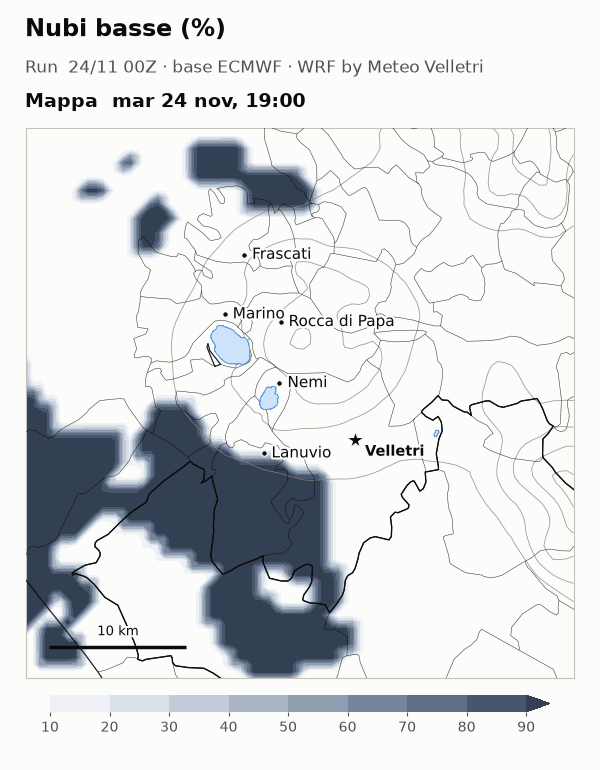 Nubi basse (%)
Run  24/11 00Z · base ECMWF · WRF by Meteo Velletri
Mappa  mar 24 nov, 19:00
Frascati
Marino
Rocca di Papa
Nemi
Velletri
Lanuvio
10 km
10 20 30 40 50 60 70 80 90